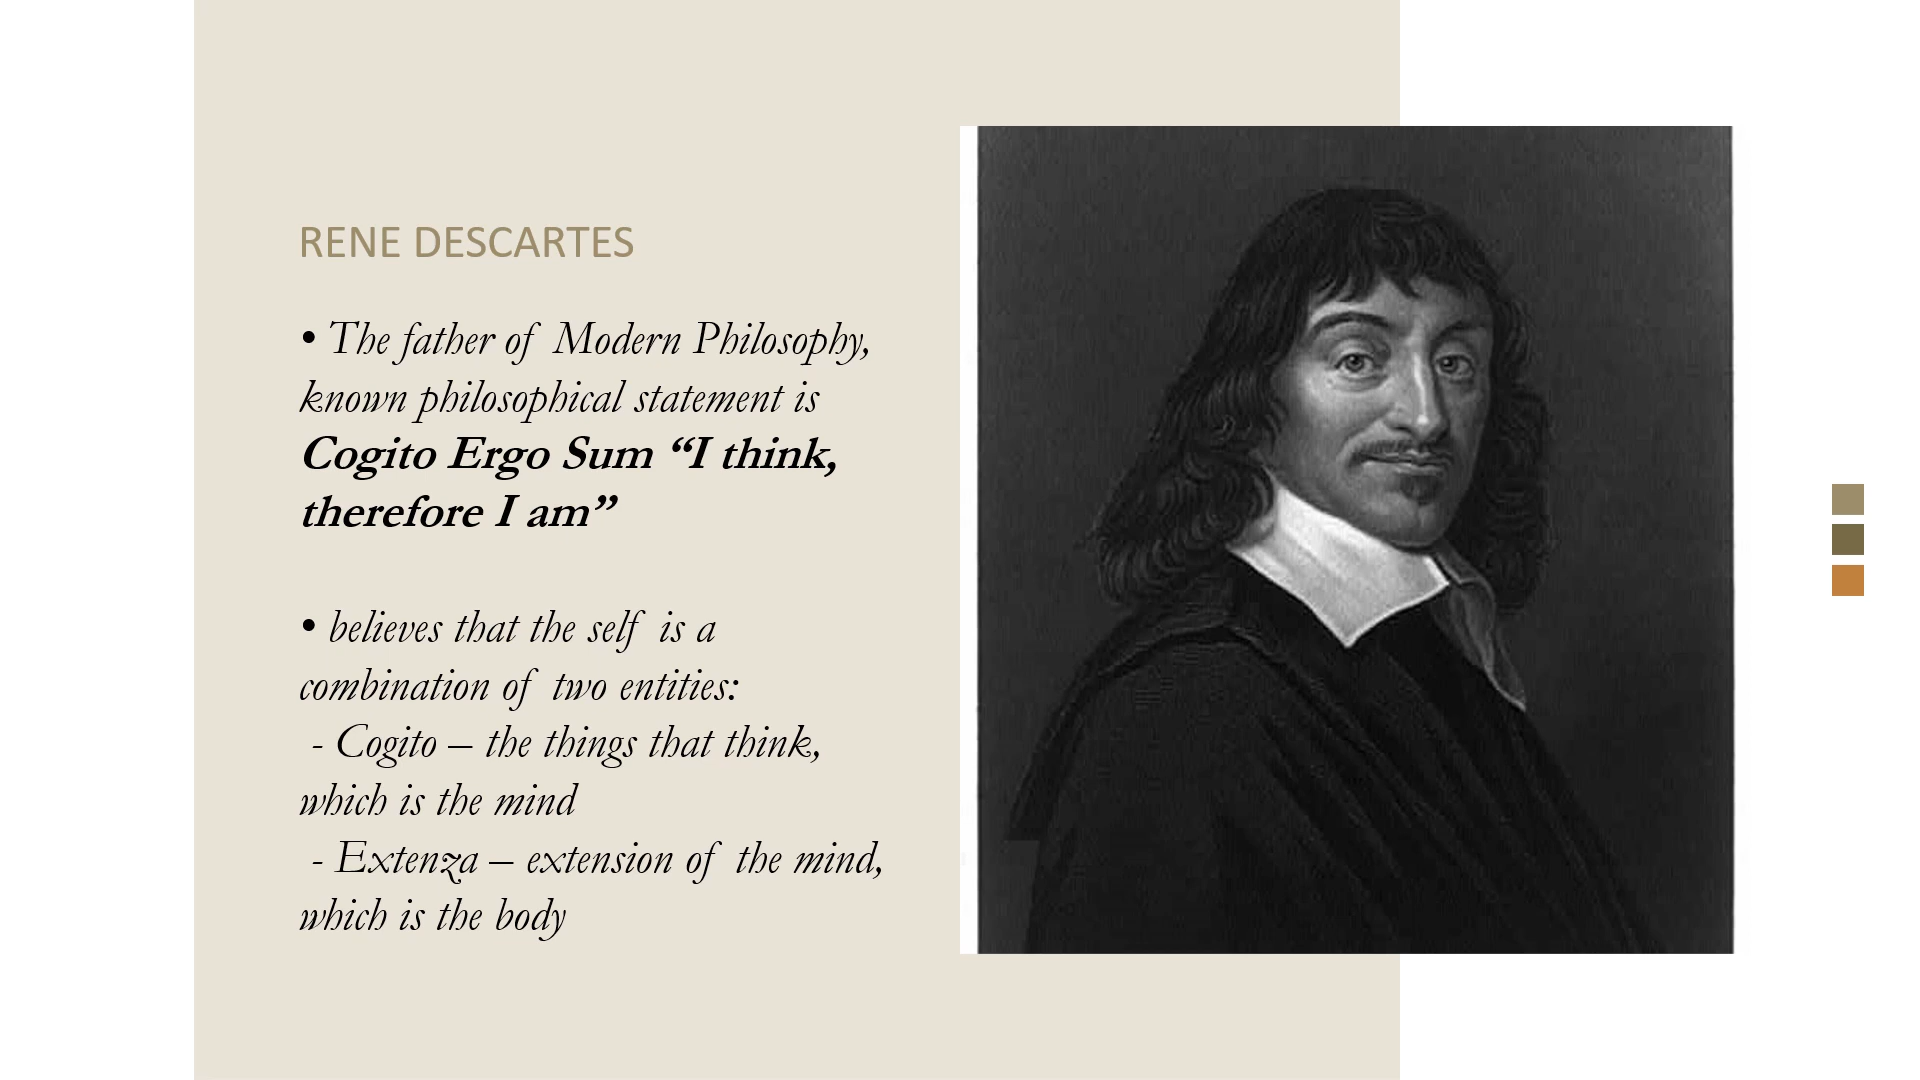 RENE DESCARTES
• The father of Modern Philosophy,
known philosophical statement is
Cogito Ergo Sum “I think,
therefore I am”
• believes that the self is a
combination of two entities:
- Cogito – the things that think,
which is the mind
- Extenza – extension of the mind,
which is the body